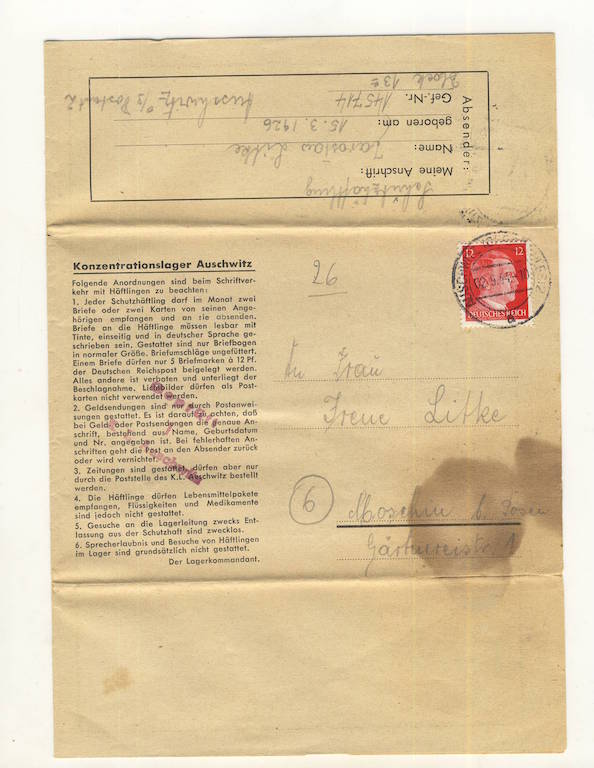 Absender:
Meine Anschrift:
Schutzhäftling
Name: Jarosław Litke
geboren am: 15. 3. 1926
Gef.-Nr. 145714
Block 13a
Auschwitz O/S Postamt 2
12 12
DEUTSCHES REICH
26
Konzentrationslager Auschwitz
Folgende Anordnungen sind beim Schriftver-
kehr mit Häftlingen zu beachten:
1. Jeder Schutzhäftling darf im Monat zwei
Briefe oder zwei Karten von seinen Ange-
hörigen empfangen und an sie absenden.
Briefe an die Häftlinge müssen lesbar mit
Tinte, einseitig und in deutscher Sprache ge-
schrieben sein. Gestattet sind nur Briefbogen
in normaler Größe. Briefumschläge ungefüttert.
Einem Briefe dürfen nur 5 Briefmarken à 12 Pf.
der Deutschen Reichspost beigelegt werden.
Alles andere ist verboten und unterliegt der
Beschlagnahme. Lichtbilder dürfen als Post-
karten nicht verwendet werden.
2. Geldsendungen sind nur durch Postanwei-
sungen gestattet. Es ist darauf zu achten, daß
bei Geld- oder Postsendungen die genaue An-
schrift, bestehend aus Name, Geburtsdatum
und Nr. angegeben ist. Bei fehlerhaften An-
schriften geht die Post an den Absender zurück
oder wird vernichtet.
3. Zeitungen sind gestattet, dürfen aber nur
durch die Poststelle des K.L. Auschwitz bestellt
werden.
4. Die Häftlinge dürfen Lebensmittelpakete
empfangen, Flüssigkeiten und Medikamente
sind jedoch nicht gestattet.
5. Gesuche an die Lagerleitung zwecks Ent-
lassung aus der Schutzhaft sind zwecklos.
6. Sprecherlaubnis und Besuche von Häftlingen
im Lager sind grundsätzlich nicht gestattet.
Der Lagerkommandant.
An Frau
Irene Litke
6
Moschin b. Posen
Gärtnereistr. 1